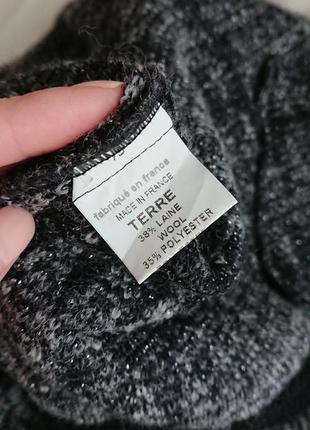 fabriqué en france
MADE IN FRANCE
TERRE
38% LAINE
WOOL
35% POLYESTER